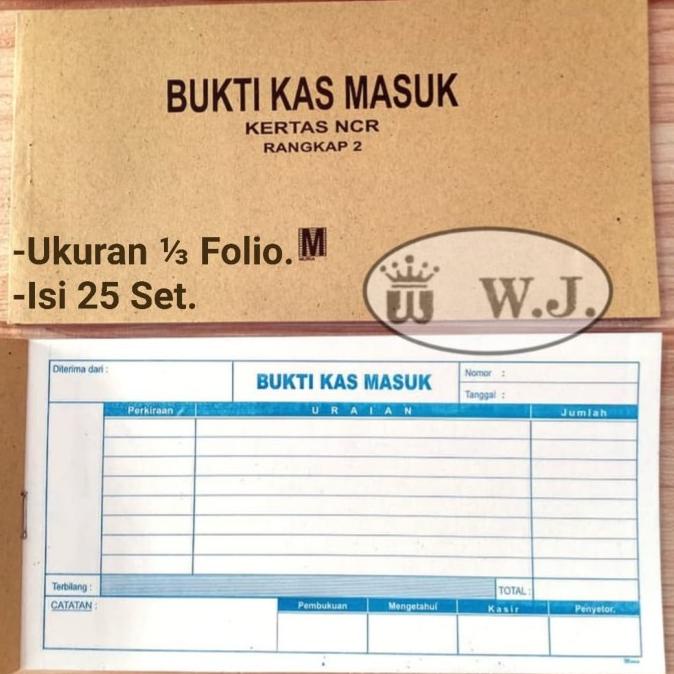 BUKTI KAS MASUK
KERTAS NCR
RANGKAP 2
-Ukuran ⅓ Folio.
M
-Isi 25 Set.
W.J.
Diterima dari :
BUKTI KAS MASUK
Nomor :
Tanggal :
Perkiraan
URAIAN
Jumlah
Terbilang :
TOTAL :
CATATAN :
Pembukuan
Mengetahui
Kasir
Penyetor.